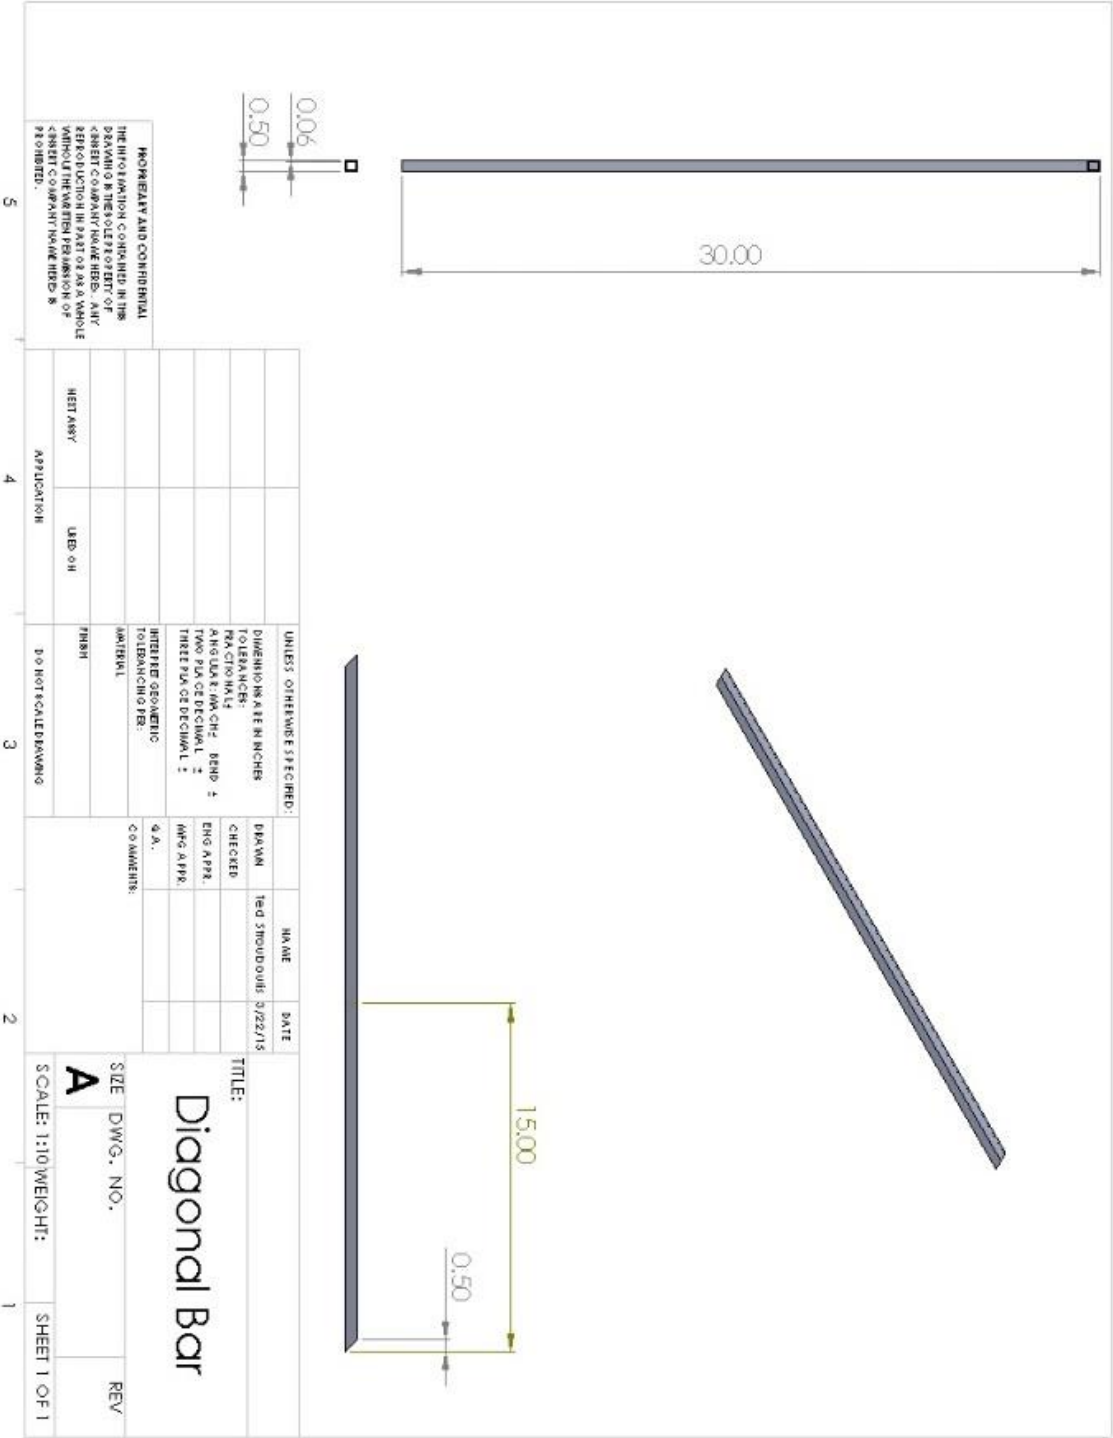 0.06
0.50
30.00
15.00
0.50
PROPRIETARY AND CONFIDENTIAL
THE INFORMATION CONTAINED IN THIS
DRAWING IS THE SOLE PROPERTY OF
<INSERT COMPANY NAME HERE>. ANY
REPRODUCTION IN PART OR AS A WHOLE
WITHOUT THE WRITTEN PERMISSION OF
<INSERT COMPANY NAME HERE> IS
PROHIBITED.
NEXT ASSY
USED ON
APPLICATION
UNLESS OTHERWISE SPECIFIED:
DIMENSIONS ARE IN INCHES
TOLERANCES:
FRACTIONAL±
ANGULAR: MACH± BEND ±
TWO PLACE DECIMAL ±
THREE PLACE DECIMAL ±
INTERPRET GEOMETRIC
TOLERANCING PER:
MATERIAL
FINISH
DO NOT SCALE DRAWING
NAME DATE
DRAWN Ted Stroubouls 3/22/15
CHECKED
ENG APPR.
MFG APPR.
Q.A.
COMMENTS:
TITLE:
Diagonal Bar
SIZE DWG. NO. REV
A
SCALE: 1:10 WEIGHT: SHEET 1 OF 1
5 4 3 2 1